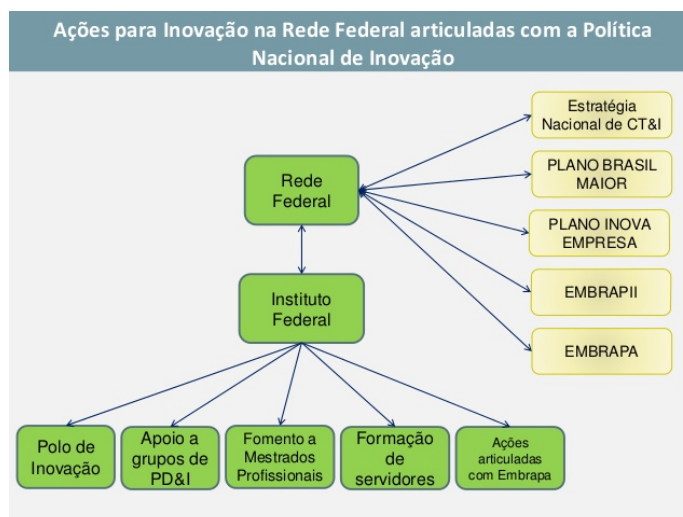 Ações para Inovação na Rede Federal articuladas com a Política
Nacional de Inovação
Estratégia
Nacional de CT&I
PLANO BRASIL
MAIOR
Rede
Federal
PLANO INOVA
EMPRESA
EMBRAPII
Instituto
Federal
EMBRAPA
Polo de
Inovação
Apoio a
grupos de
PD&I
Fomento a
Mestrados
Profissionais
Formação
de
servidores
Ações
articuladas
com Embrapa